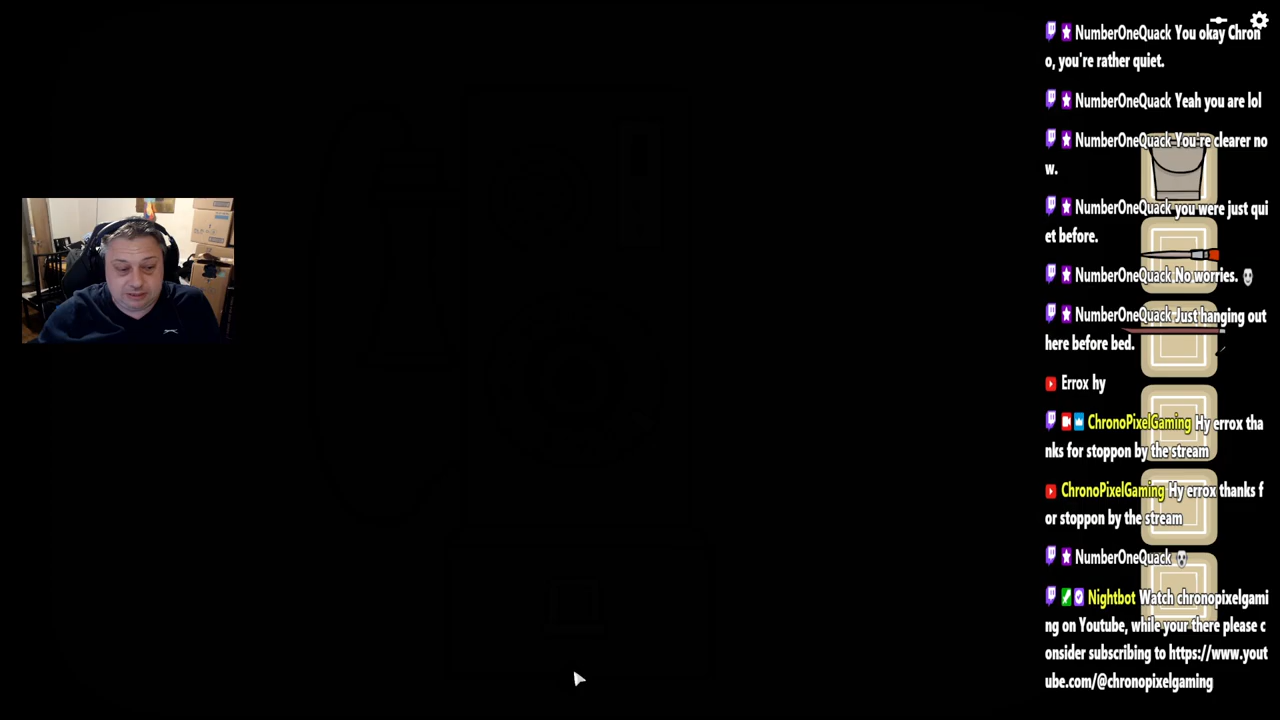 NumberOneQuack You okay Chron
o, you're rather quiet.
NumberOneQuack Yeah you are lol
NumberOneQuack You're clearer no
w.
NumberOneQuack you were just qui
et before.
NumberOneQuack No worries.
NumberOneQuack Just hanging out
here before bed.
Errox hy
ChronoPixelGaming Hy errox tha
nks for stoppon by the stream
ChronoPixelGaming Hy errox thanks f
or stoppon by the stream
NumberOneQuack
Nightbot Watch chronopixelgami
ng on Youtube, while your there please c
onsider subscribing to https://www.yout
ube.com/@chronopixelgaming